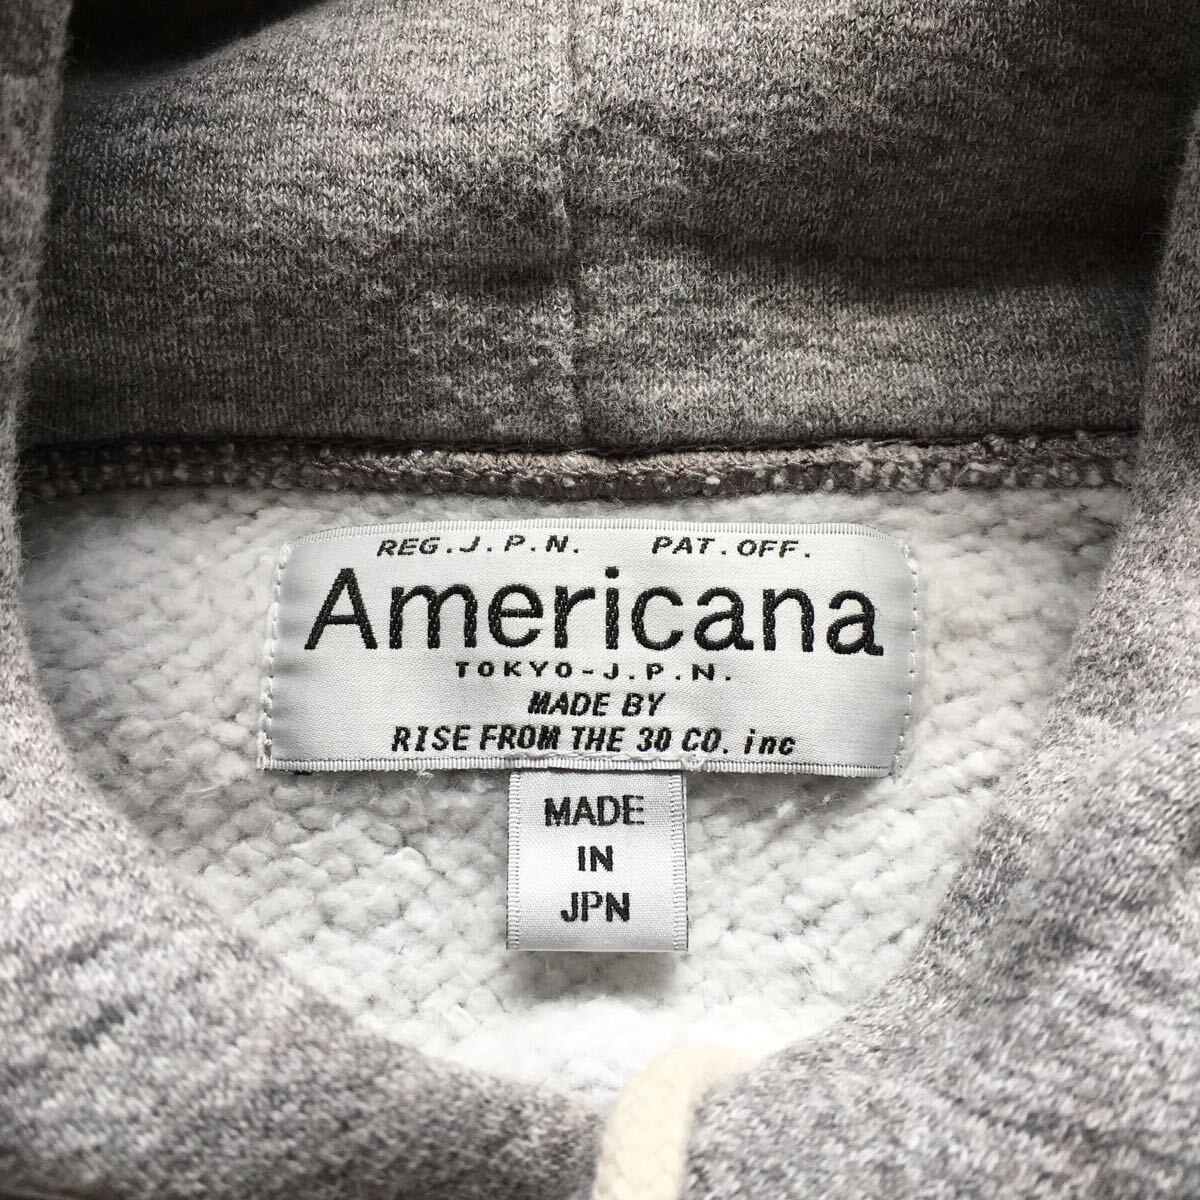 REG.J.P.N. PAT.OFF.
Americana
TOKYO-J.P.N.
MADE BY
RISE FROM THE 30 CO. inc
MADE
IN
JPN